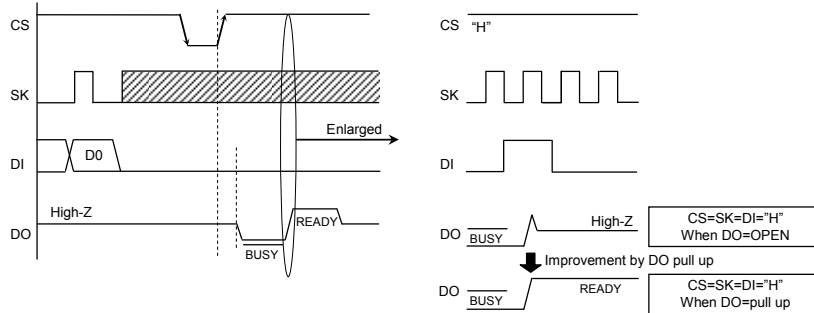 CS
SK
DI
D0
Enlarged
High-Z
DO
READY
BUSY
CS "H"
SK
DI
DO
BUSY
High-Z
CS=SK=DI="H"
When DO=OPEN
Improvement by DO pull up
DO
BUSY
READY
CS=SK=DI="H"
When DO=pull up